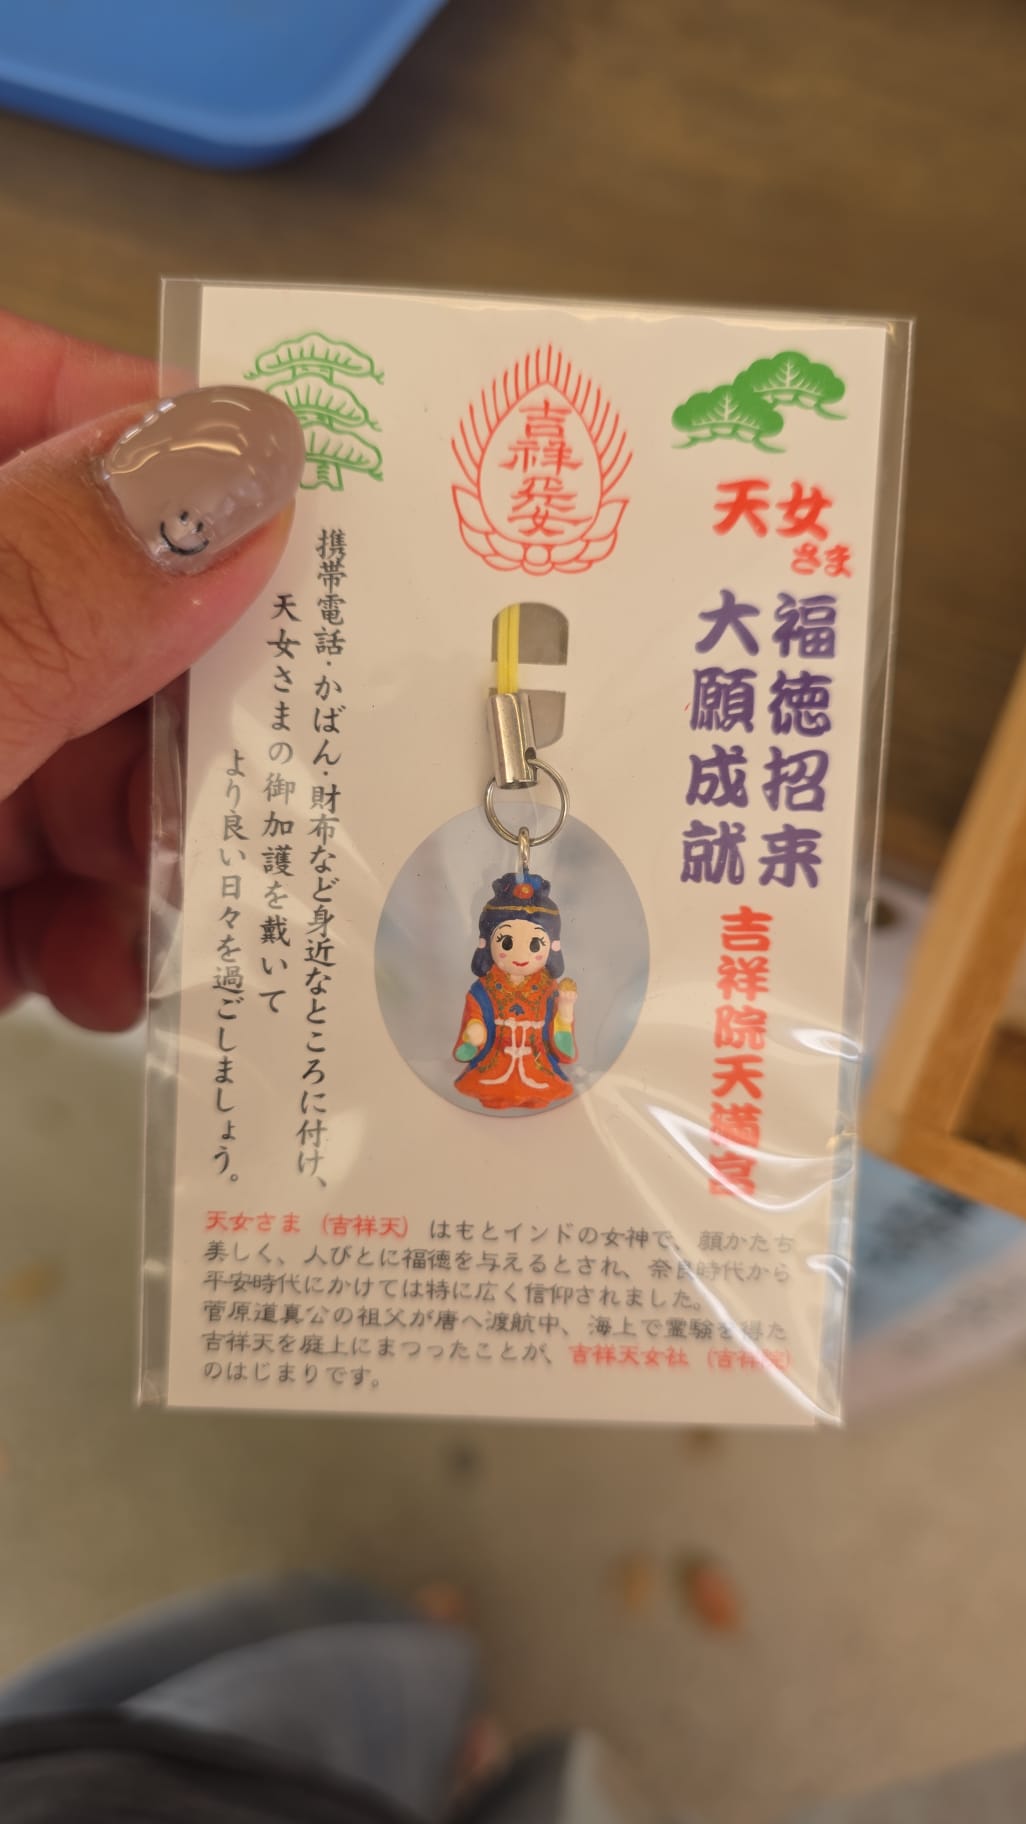 吉祥天女
天女
さま
福徳招来
大願成就
吉祥院天満宮
携帯電話・かばん・財布など身近なところに付け、
天女さまの御加護を戴いて
より良い日々を過ごしましょう。
天女さま（吉祥天）はもとインドの女神で、顔かたち
美しく、人びとに福徳を与えるとされ、奈良時代から
平安時代にかけては特に広く信仰されました。
菅原道真公の祖父が唐へ渡航中、海上で霊験を得た
吉祥天を庭上にまつったことが、吉祥天女社（吉祥院）
のはじまりです。